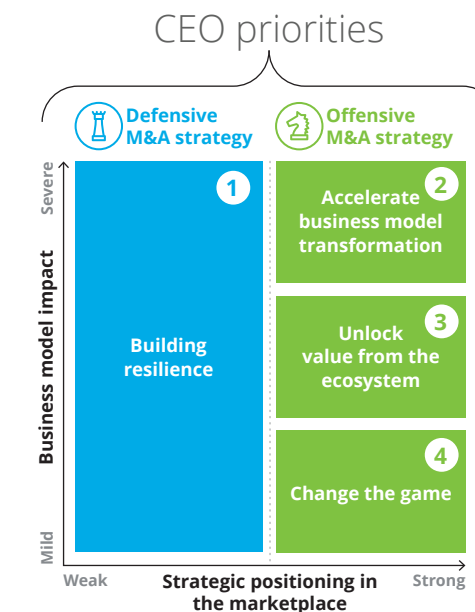 CEO priorities
Defensive
M&A strategy
Offensive
M&A strategy
Severe
Business model impact
Mild
1
Building
resilience
2
Accelerate
business model
transformation
3
Unlock
value from the
ecosystem
4
Change the game
Weak
Strategic positioning in
the marketplace
Strong